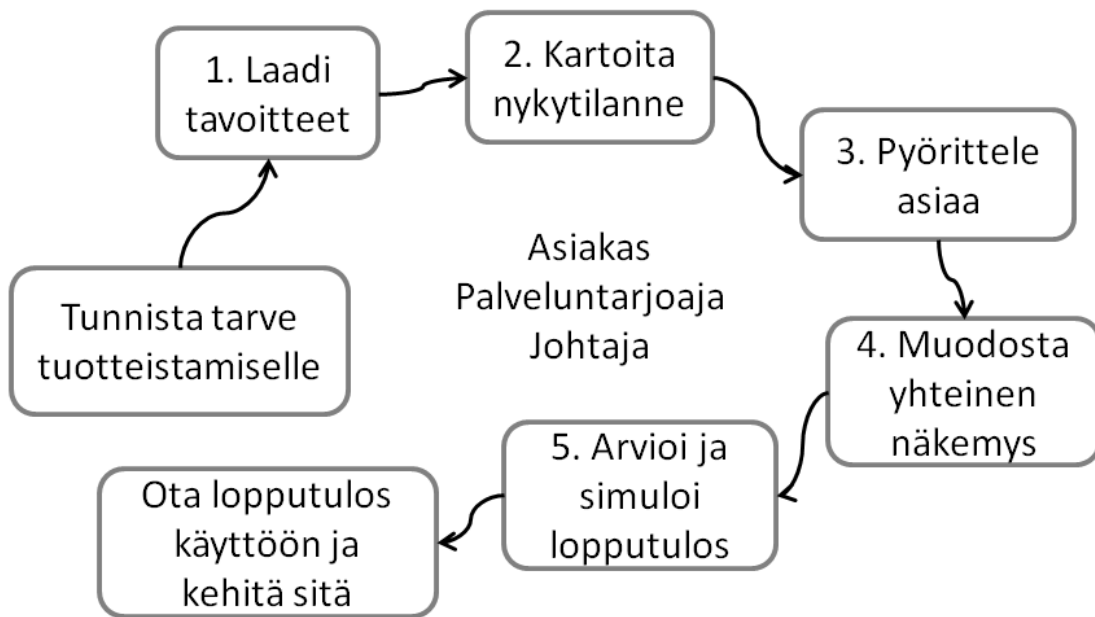 1. Laadi
tavoitteet
2. Kartoita
nykytilanne
3. Pyörittele
asiaa
Asiakas
Palveluntarjoaja
Johtaja
Tunnista tarve
tuotteistamiselle
4. Muodosta
yhteinen
näkemys
5. Arvioi ja
simuloi
lopputulos
Ota lopputulos
käyttöön ja
kehitä sitä